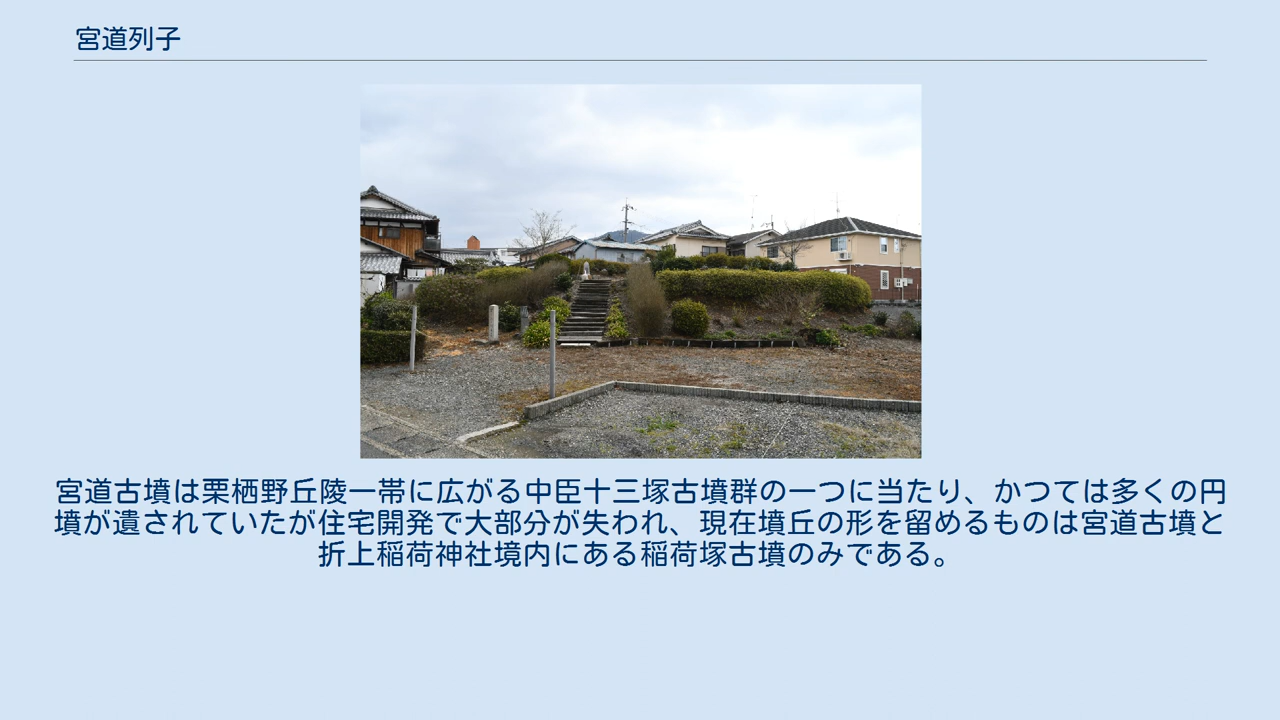 宮道列子
宮道古墳は栗栖野丘陵一帯に広がる中臣十三塚古墳群の一つに当たり、かつては多くの円
墳が遺されていたが住宅開発で大部分が失われ、現在墳丘の形を留めるものは宮道古墳と
折上稲荷神社境内にある稲荷塚古墳のみである。